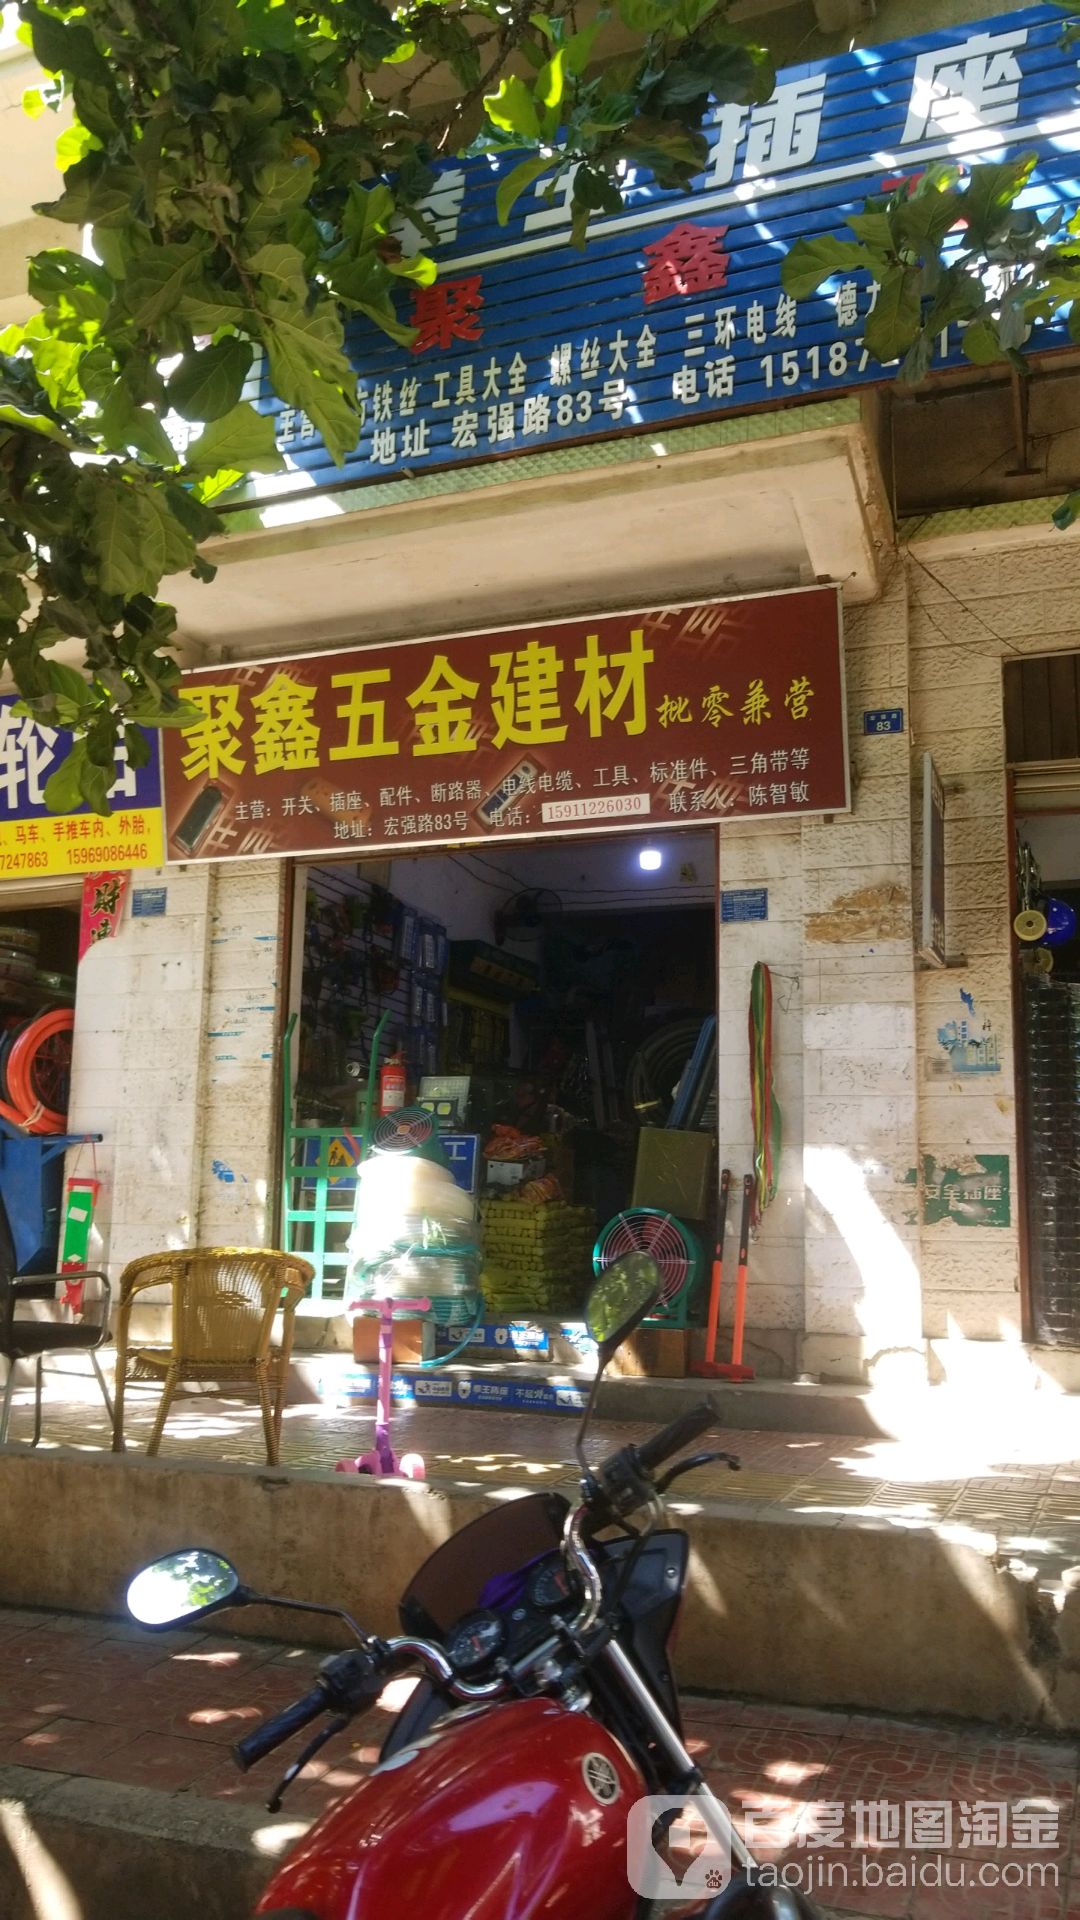 插座
聚鑫
铁丝 工具大全 螺丝大全 三环电线 德
地址 宏强路83号 电话 15187
聚鑫五金建材 批零兼营
主营：开关、插座、配件、断路器、电线电缆、工具、标准件、三角带等
地址：宏强路83号 电话：15911226030 联系人：陈智敏
83
轮
、马车、手推车内、外胎，
7247863 15969086446
财
工
安全插座
百度地图淘金
taojin.baidu.com